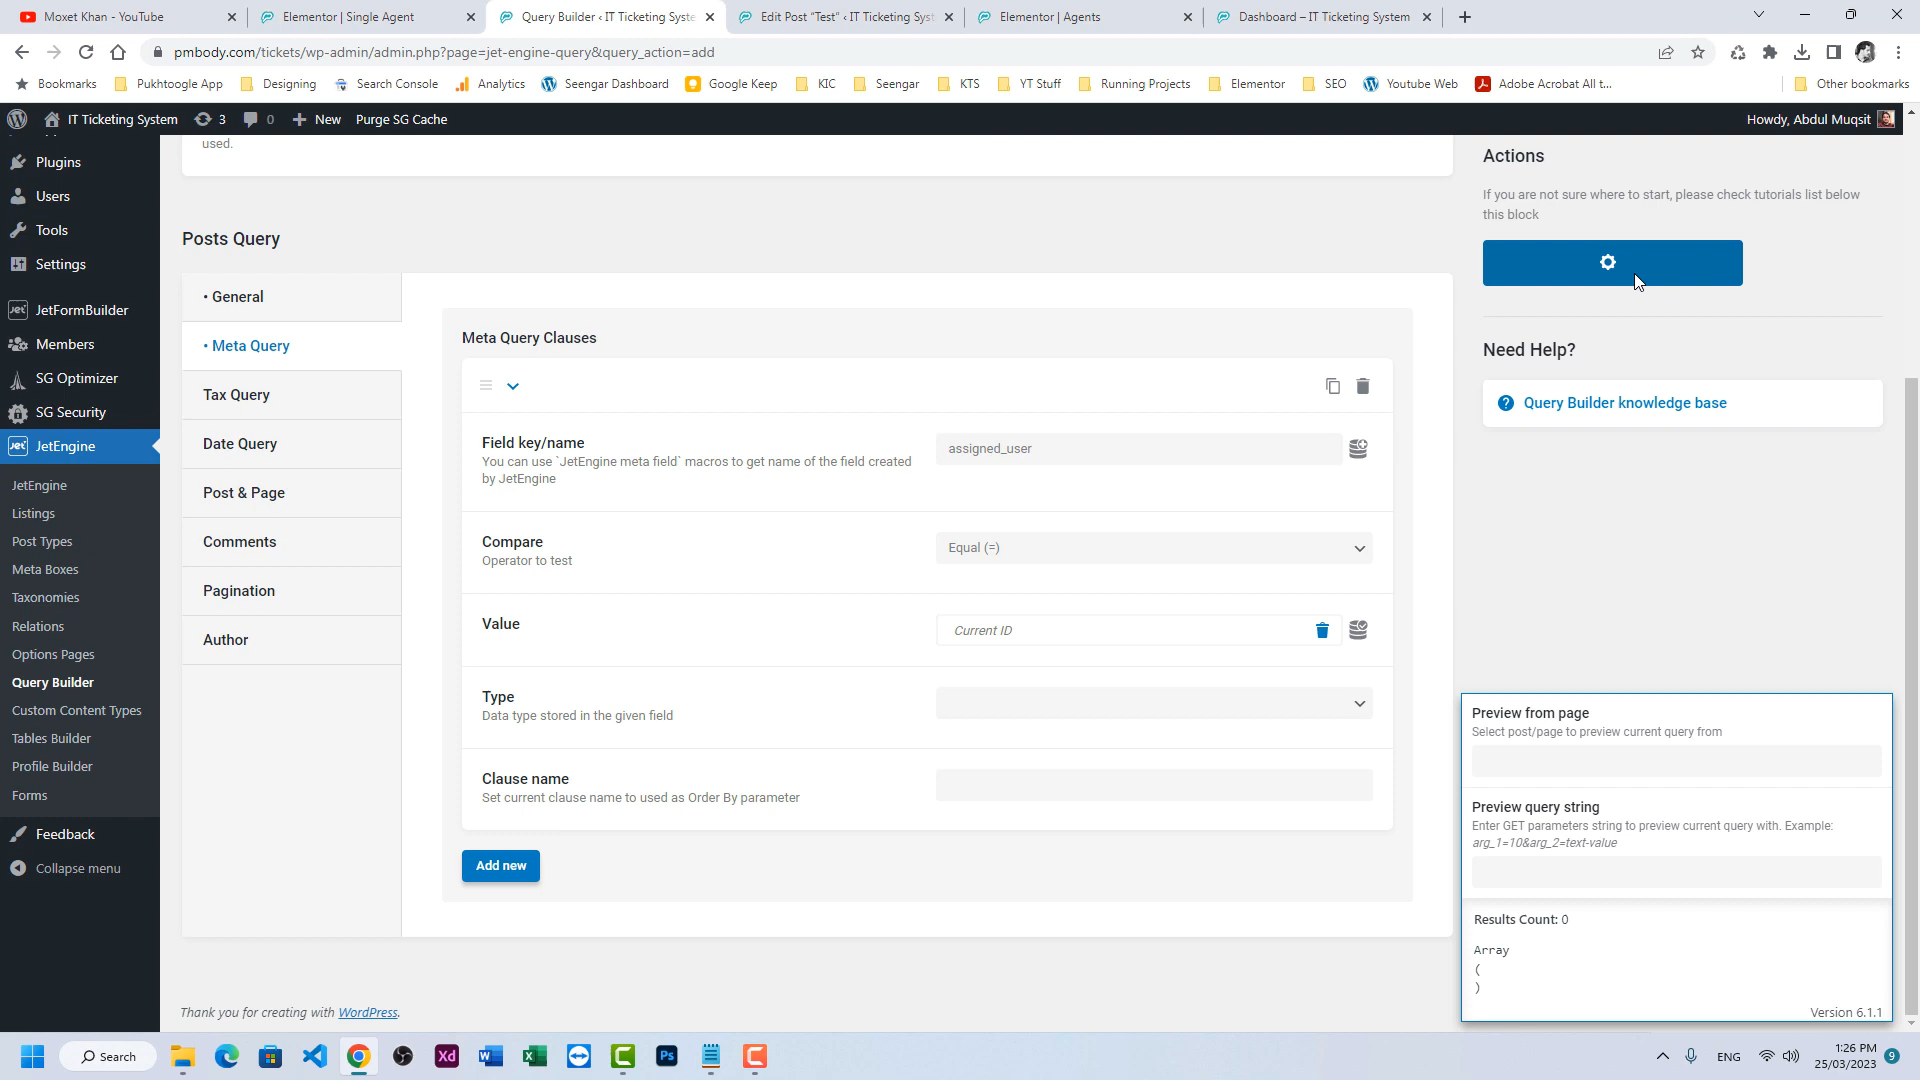 Moxet Khan - YouTube
Elementor | Single Agent
Query Builder ‹ IT Ticketing Syste
Edit Post “Test” ‹ IT Ticketing Syst
Elementor | Agents
Dashboard – IT Ticketing System
pmbody.com/tickets/wp-admin/admin.php?page=jet-engine-query&query_action=add
Bookmarks
Pukhtoogle App
Designing
Search Console
Analytics
Seengar Dashboard
Google Keep
KIC
Seengar
KTS
YT Stuff
Running Projects
Elementor
SEO
Youtube Web
Adobe Acrobat All t...
Other bookmarks
IT Ticketing System
3
0
New
Purge SG Cache
Howdy, Abdul Muqsit
Plugins
Users
Tools
Settings
JetFormBuilder
Members
SG Optimizer
SG Security
JetEngine
JetEngine
Listings
Post Types
Meta Boxes
Taxonomies
Relations
Options Pages
Query Builder
Custom Content Types
Tables Builder
Profile Builder
Forms
Feedback
Collapse menu
used.
Posts Query
• General
• Meta Query
Tax Query
Date Query
Post & Page
Comments
Pagination
Author
Meta Query Clauses
Field key/name
You can use `JetEngine meta field` macros to get name of the field created
by JetEngine
assigned_user
Compare
Operator to test
Equal (=)
Value
Current ID
Type
Data type stored in the given field
Clause name
Set current clause name to used as Order By parameter
Add new
Thank you for creating with WordPress.
Actions
If you are not sure where to start, please check tutorials list below
this block
Need Help?
Query Builder knowledge base
Preview from page
Select post/page to preview current query from
Preview query string
Enter GET parameters string to preview current query with. Example:
arg_1=10&arg_2=text-value
Results Count: 0
Array
(
)
Version 6.1.1
Search
ENG
1:26 PM
25/03/2023
9